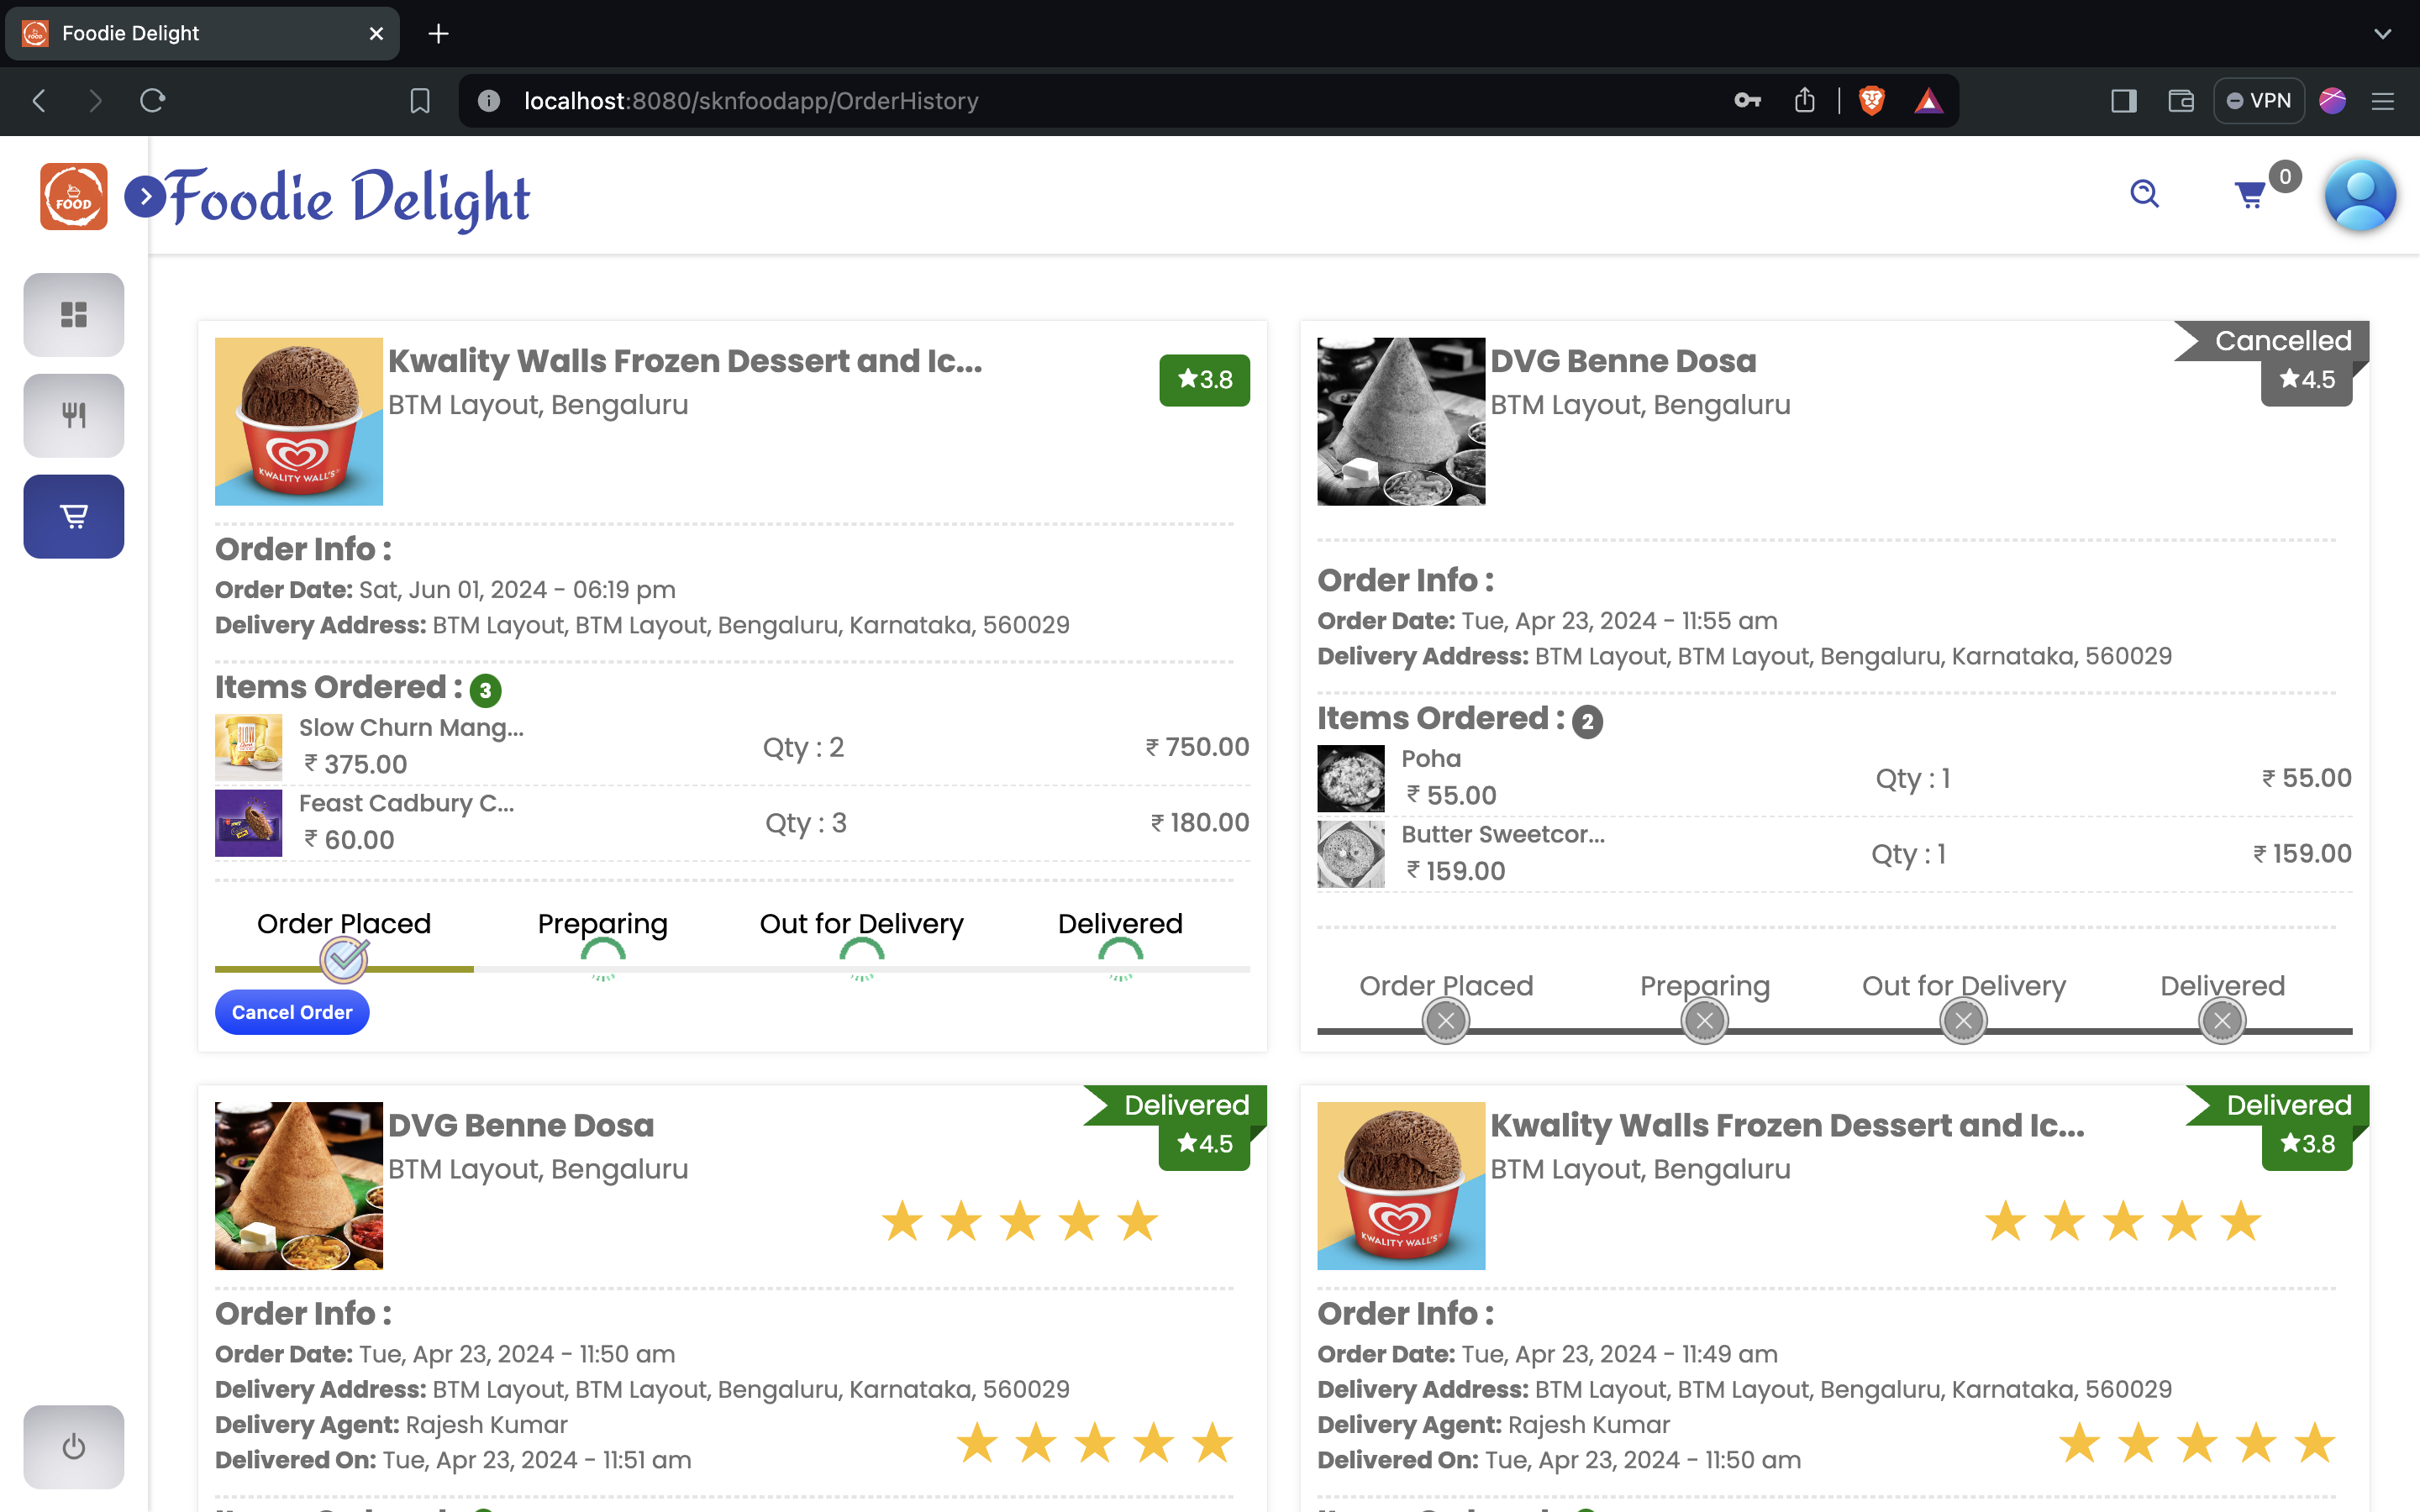 Foodie Delight
localhost:8080/sknfoodapp/OrderHistory
VPN
FOOD
Foodie Delight
0
KWALITY WALL'S
Kwality Walls Frozen Dessert and Ic...
BTM Layout, Bengaluru
★3.8
Order Info :
Order Date: Sat, Jun 01, 2024 - 06:19 pm
Delivery Address: BTM Layout, BTM Layout, Bengaluru, Karnataka, 560029
Items Ordered : 3
Slow Churn Mang...
₹ 375.00
Qty : 2
₹ 750.00
Feast Cadbury C...
₹ 60.00
Qty : 3
₹ 180.00
Order Placed
Preparing
Out for Delivery
Delivered
Cancel Order
Cancelled
DVG Benne Dosa
★4.5
BTM Layout, Bengaluru
Order Info :
Order Date: Tue, Apr 23, 2024 - 11:55 am
Delivery Address: BTM Layout, BTM Layout, Bengaluru, Karnataka, 560029
Items Ordered : 2
Poha
₹ 55.00
Qty : 1
₹ 55.00
Butter Sweetcor...
₹ 159.00
Qty : 1
₹ 159.00
Order Placed
Preparing
Out for Delivery
Delivered
Delivered
DVG Benne Dosa
★4.5
BTM Layout, Bengaluru
Order Info :
Order Date: Tue, Apr 23, 2024 - 11:50 am
Delivery Address: BTM Layout, BTM Layout, Bengaluru, Karnataka, 560029
Delivery Agent: Rajesh Kumar
Delivered On: Tue, Apr 23, 2024 - 11:51 am
Delivered
KWALITY WALL'S
Kwality Walls Frozen Dessert and Ic...
★3.8
BTM Layout, Bengaluru
Order Info :
Order Date: Tue, Apr 23, 2024 - 11:49 am
Delivery Address: BTM Layout, BTM Layout, Bengaluru, Karnataka, 560029
Delivery Agent: Rajesh Kumar
Delivered On: Tue, Apr 23, 2024 - 11:50 am